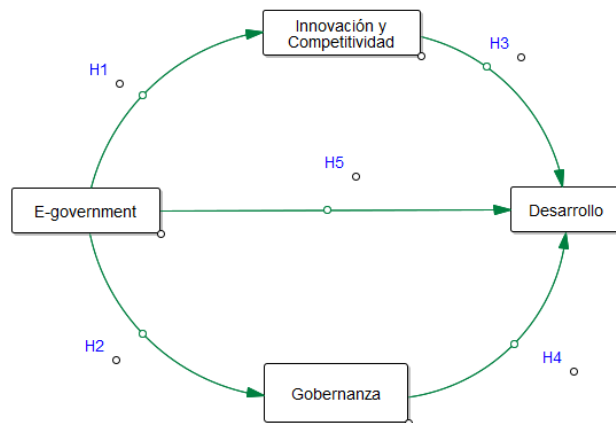 Innovación y
Competitividad
H1
H3
H5
E-government
Desarrollo
H2
H4
Gobernanza